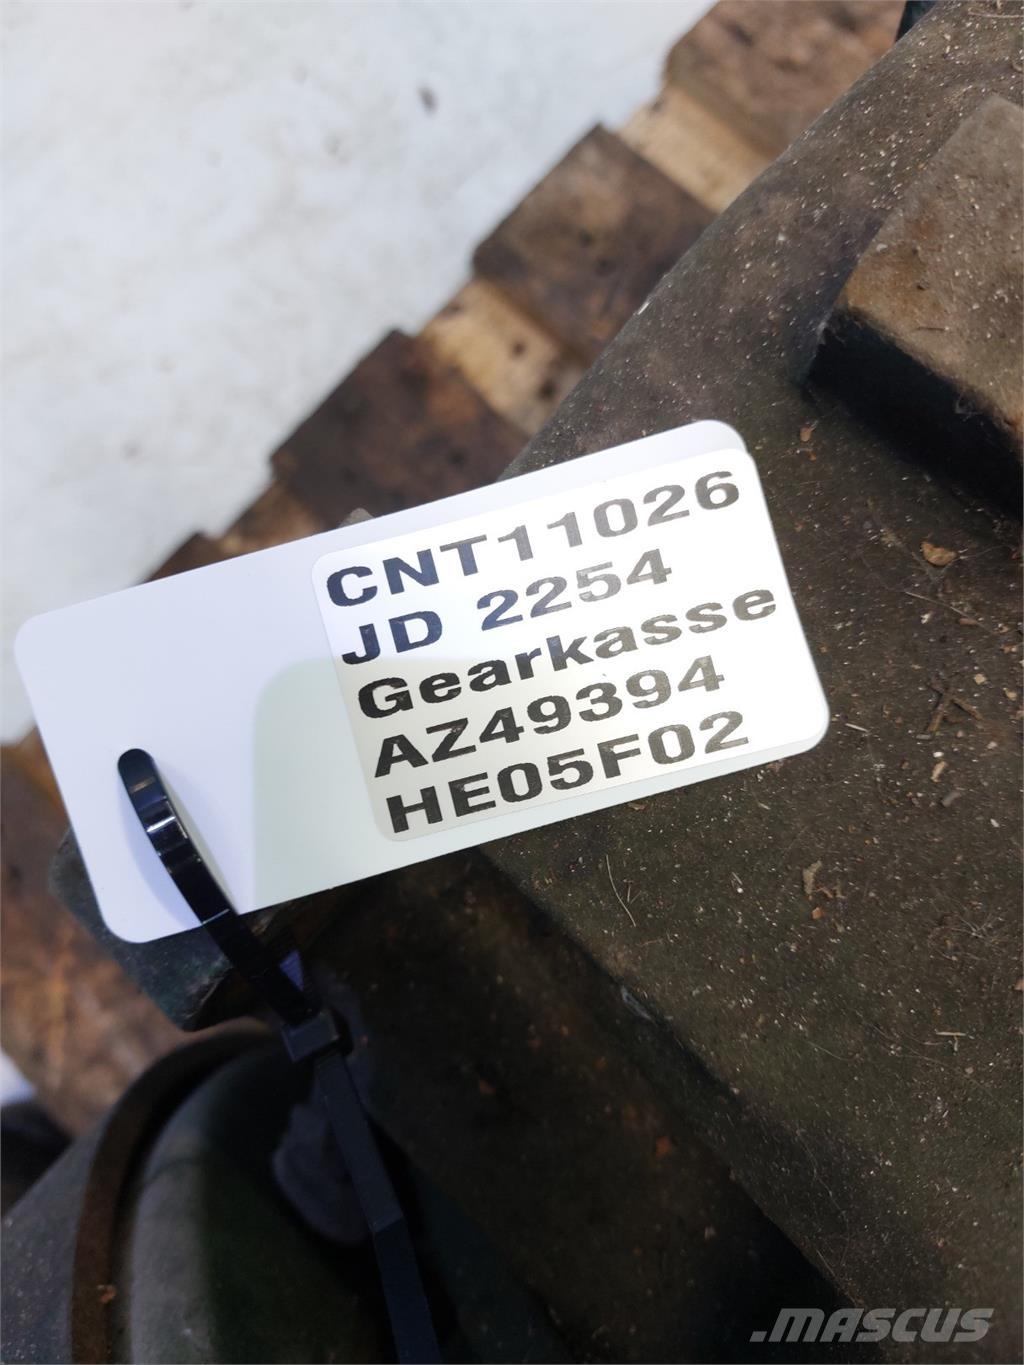 CNT11026
JD 2254
Gearkasse
AZ49394
HE05F02
.MASCUS